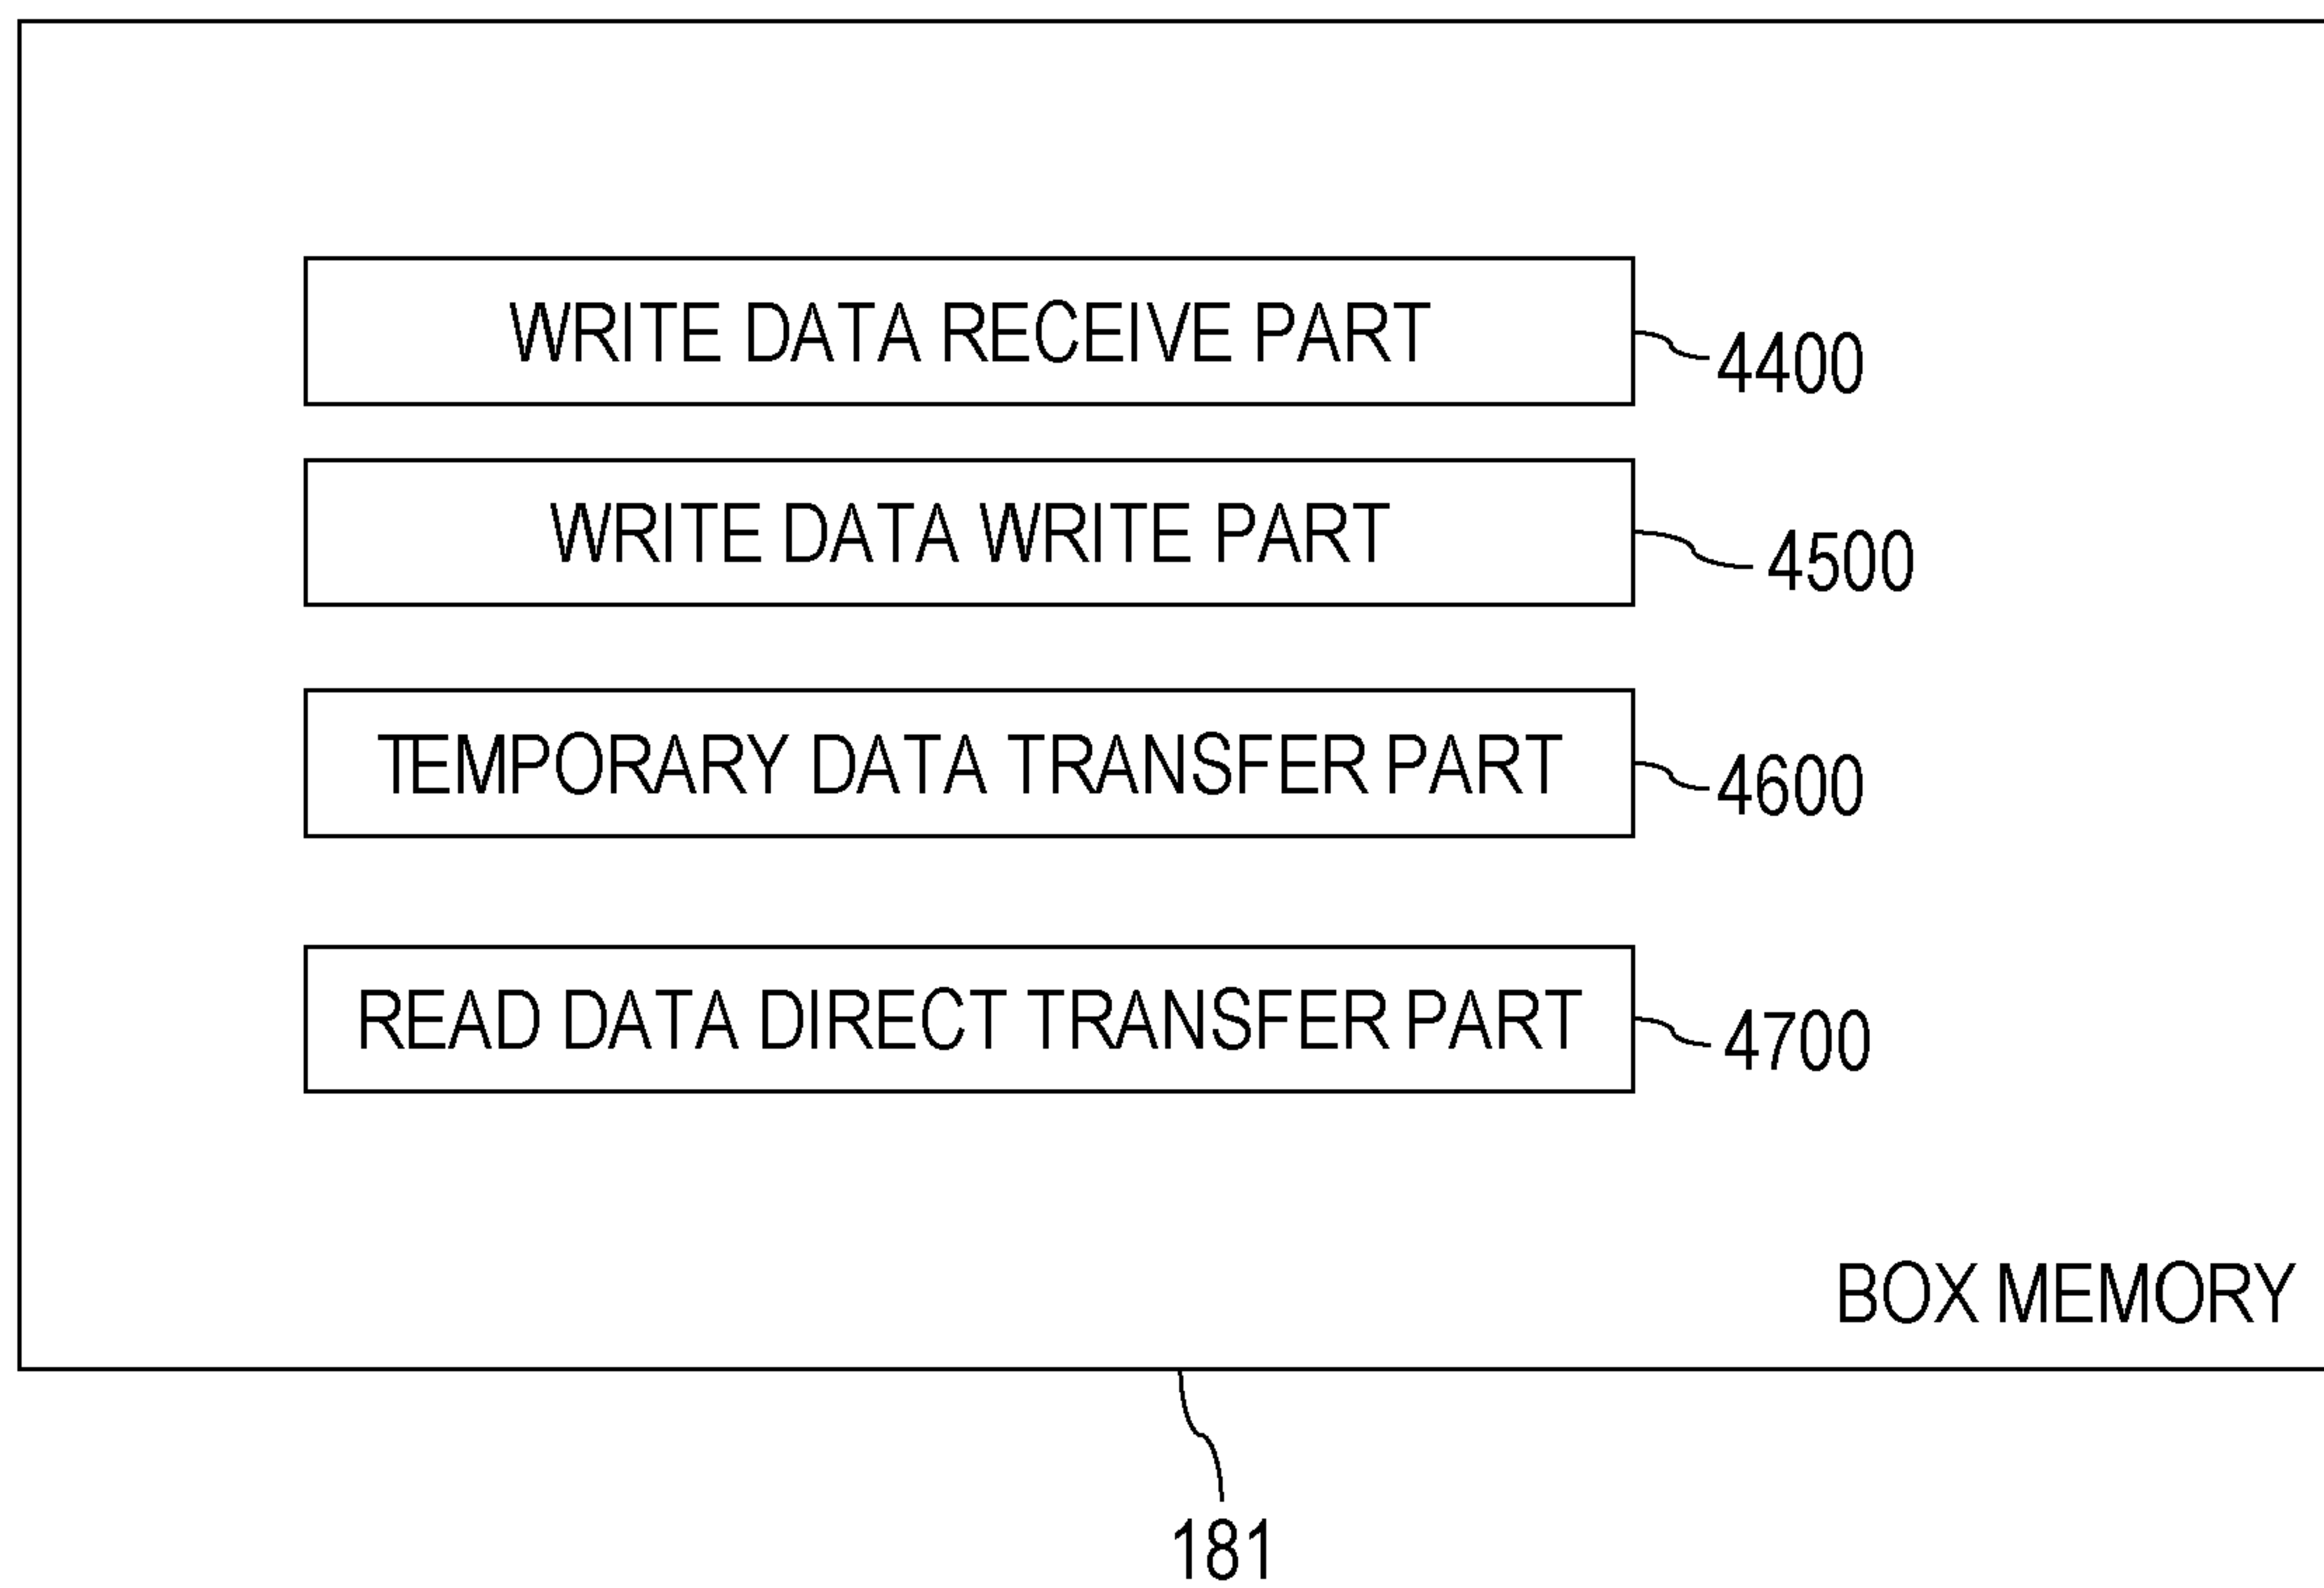 WRITE DATA RECEIVE PART
4400
WRITE DATA WRITE PART
4500
TEMPORARY DATA TRANSFER PART
4600
READ DATA DIRECT TRANSFER PART
4700
BOX MEMORY
181